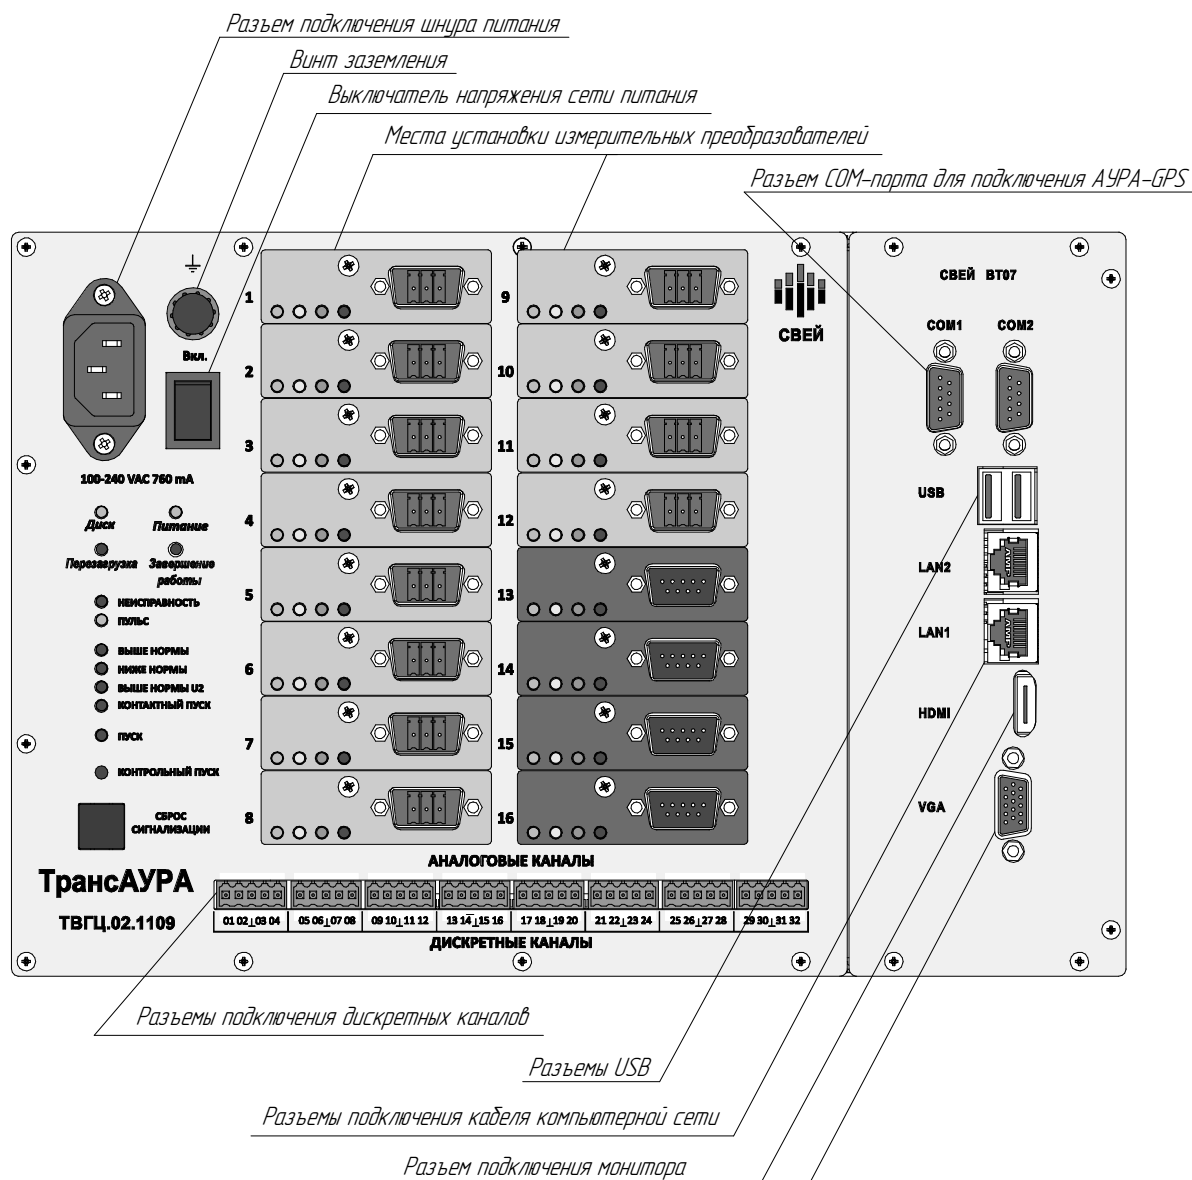 Разъем подключения шнура питания
Винт заземления
Выключатель напряжения сети питания
Места установки измерительных преобразователей
Разъем COM-порта для подключения АУРА-GPS
СВЕЙ BT07
COM1 COM2
Вкл.
1
2
3
4
5
6
7
8
9
10
11
12
13
14
15
16
СВЕЙ
100-240 VAC 760 mA
Диск Питание
Перезагрузка Завершение
работы
НЕИСПРАВНОСТЬ
ПУЛЬС
ВЫШЕ НОРМЫ
НИЖЕ НОРМЫ
ВЫШЕ НОРМЫ U2
КОНТАКТНЫЙ ПУСК
ПУСК
КОНТРОЛЬНЫЙ ПУСК
СБРОС
СИГНАЛИЗАЦИИ
USB
LAN2
LAN1
HDMI
VGA
АНАЛОГОВЫЕ КАНАЛЫ
ТрансАУРА
ТВГЦ.02.1109
01 02⊥03 04 05 06⊥07 08 09 10⊥11 12 13 14⊥15 16 17 18⊥19 20 21 22⊥23 24 25 26⊥27 28 29 30⊥31 32
ДИСКРЕТНЫЕ КАНАЛЫ
Разъемы подключения дискретных каналов
Разъемы USB
Разъемы подключения кабеля компьютерной сети
Разъем подключения монитора